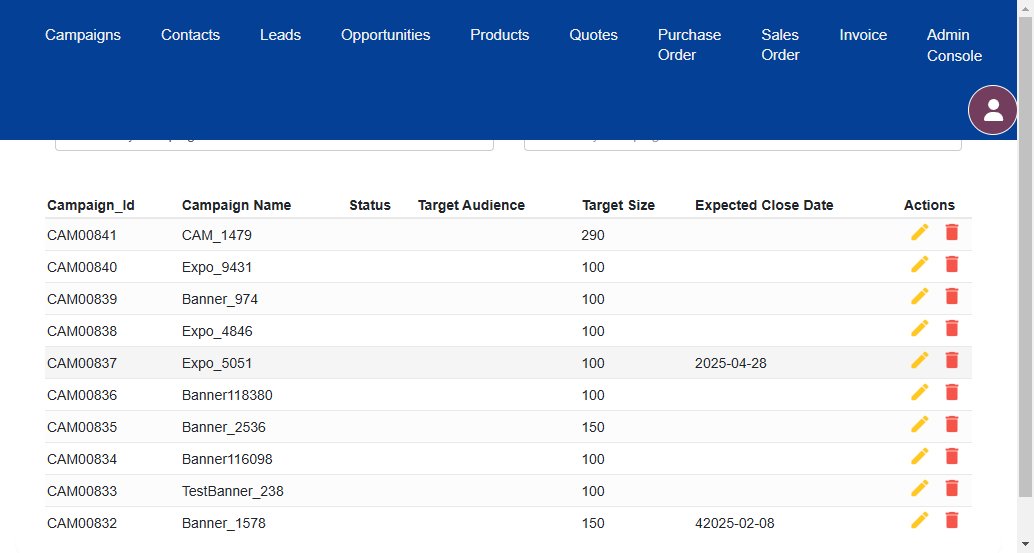 Campaigns Contacts Leads Opportunities Products Quotes Purchase Order Sales Order Invoice Admin Console
Campaign_Id Campaign Name Status Target Audience Target Size Expected Close Date Actions
CAM00841 CAM_1479 290
CAM00840 Expo_9431 100
CAM00839 Banner_974 100
CAM00838 Expo_4846 100
CAM00837 Expo_5051 100 2025-04-28
CAM00836 Banner118380 100
CAM00835 Banner_2536 150
CAM00834 Banner116098 100
CAM00833 TestBanner_238 100
CAM00832 Banner_1578 150 42025-02-08